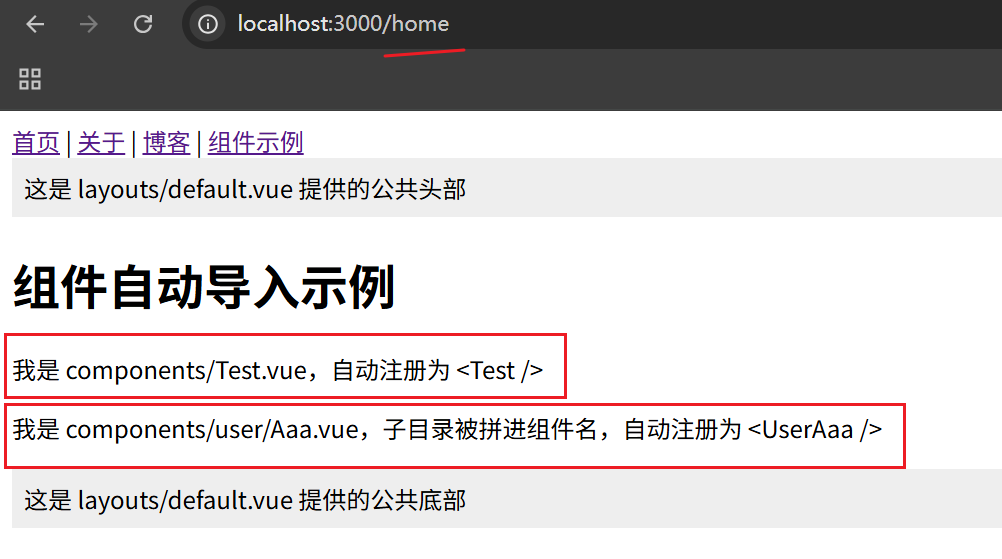 localhost:3000/home
首页 | 关于 | 博客 | 组件示例
这是 layouts/default.vue 提供的公共头部
组件自动导入示例
我是 components/Test.vue，自动注册为 <Test />
我是 components/user/Aaa.vue，子目录被拼进组件名，自动注册为 <UserAaa />
这是 layouts/default.vue 提供的公共底部